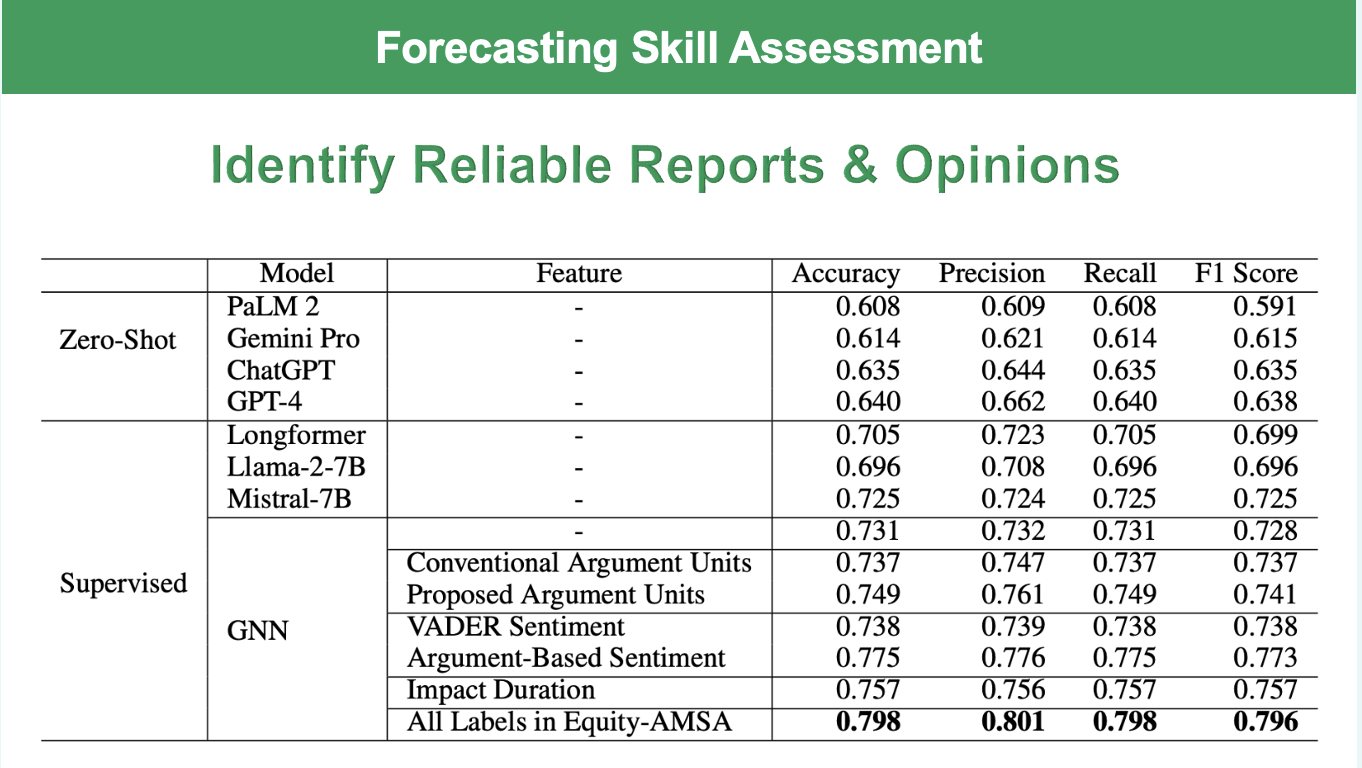 Forecasting Skill Assessment
Identify Reliable Reports & Opinions
Model Feature Accuracy Precision Recall F1 Score
Zero-Shot
PaLM 2 - 0.608 0.609 0.608 0.591
Gemini Pro - 0.614 0.621 0.614 0.615
ChatGPT - 0.635 0.644 0.635 0.635
GPT-4 - 0.640 0.662 0.640 0.638
Supervised
Longformer - 0.705 0.723 0.705 0.699
Llama-2-7B - 0.696 0.708 0.696 0.696
Mistral-7B - 0.725 0.724 0.725 0.725
GNN
- 0.731 0.732 0.731 0.728
Conventional Argument Units 0.737 0.747 0.737 0.737
Proposed Argument Units 0.749 0.761 0.749 0.741
VADER Sentiment 0.738 0.739 0.738 0.738
Argument-Based Sentiment 0.775 0.776 0.775 0.773
Impact Duration 0.757 0.756 0.757 0.757
All Labels in Equity-AMSA 0.798 0.801 0.798 0.796